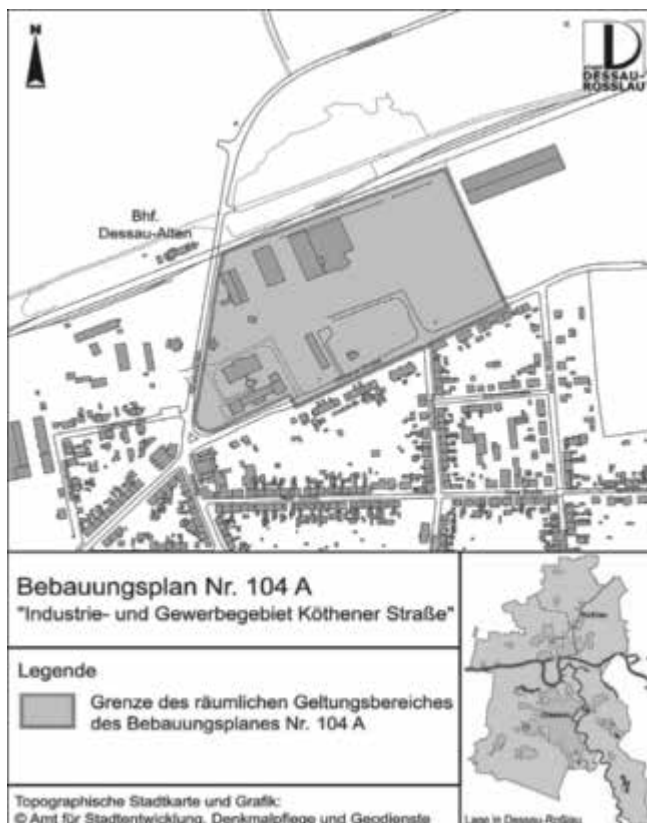 N
DESSAU-
ROSSLAU
Bhf.
Dessau-Alten
Bebauungsplan Nr. 104 A
"Industrie- und Gewerbegebiet Köthener Straße"
Legende
Grenze des räumlichen Geltungsbereiches
des Bebauungsplanes Nr. 104 A
Topographische Stadtkarte und Grafik:
© Amt für Stadtentwicklung, Denkmalpflege und Geodienste
Lage in Dessau-Roßlau